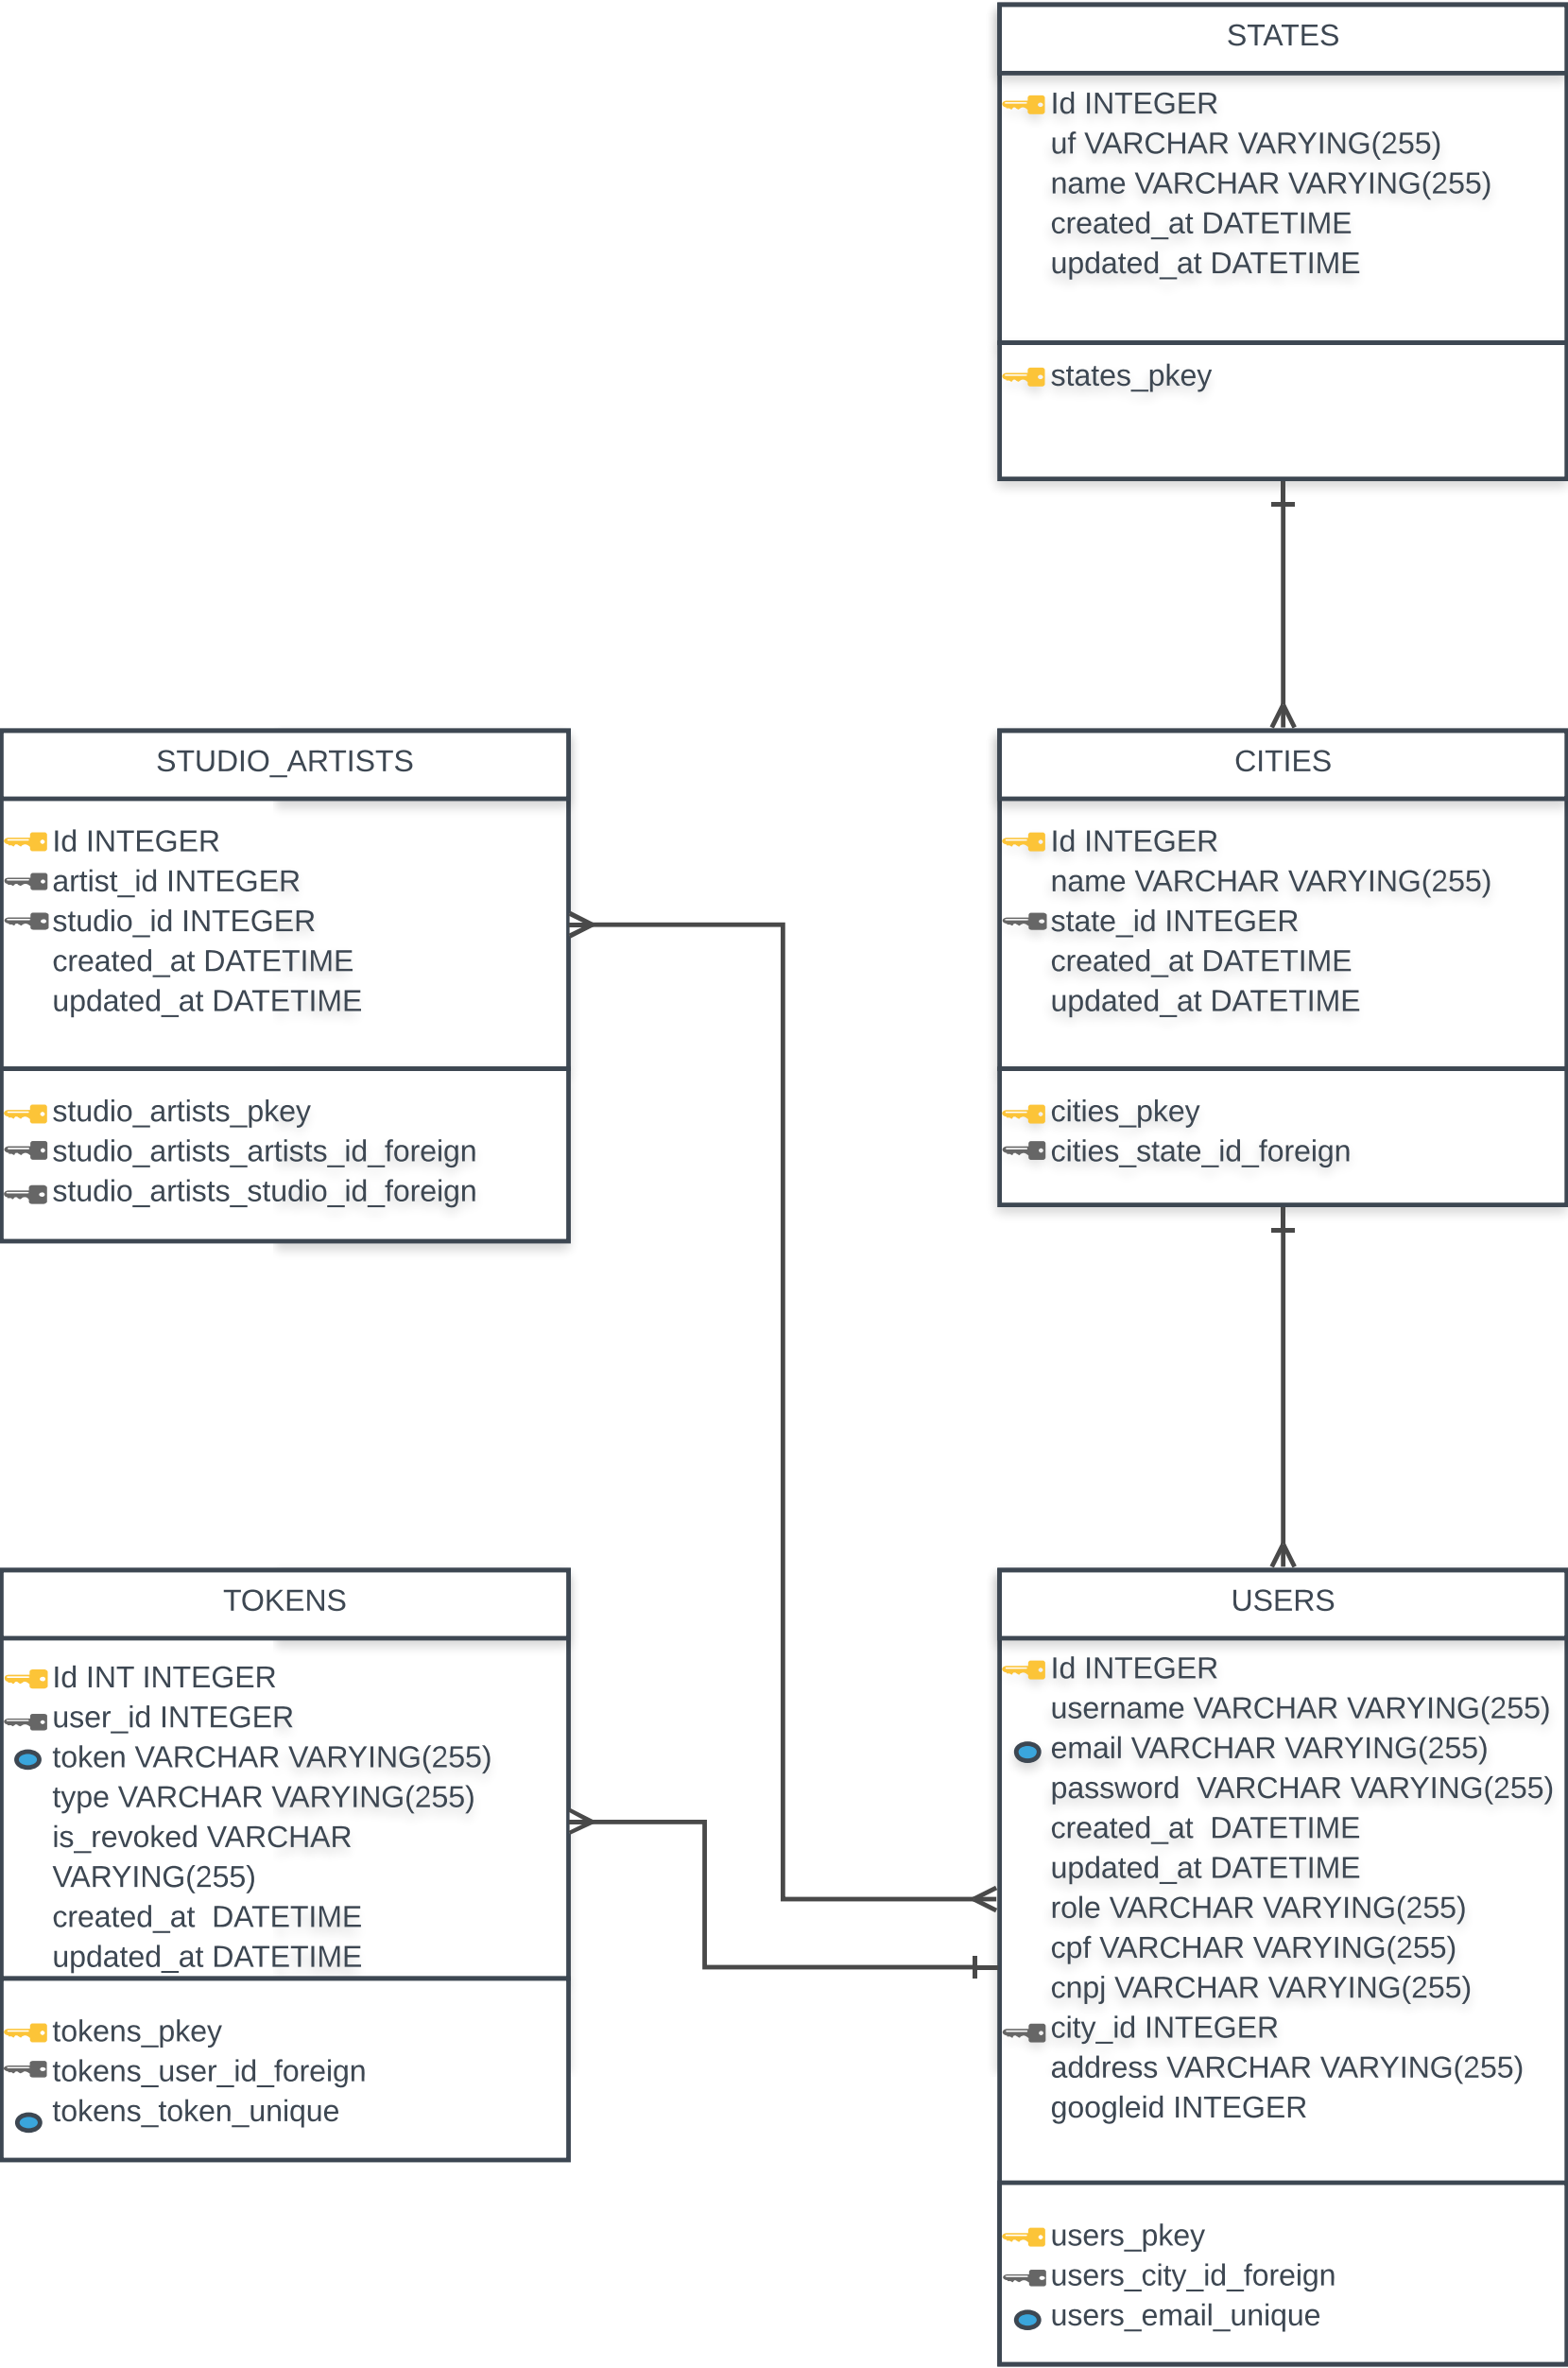 STATES
Id INTEGER
uf VARCHAR VARYING(255)
name VARCHAR VARYING(255)
created_at DATETIME
updated_at DATETIME
states_pkey
STUDIO_ARTISTS
Id INTEGER
artist_id INTEGER
studio_id INTEGER
created_at DATETIME
updated_at DATETIME
studio_artists_pkey
studio_artists_artists_id_foreign
studio_artists_studio_id_foreign
CITIES
Id INTEGER
name VARCHAR VARYING(255)
state_id INTEGER
created_at DATETIME
updated_at DATETIME
cities_pkey
cities_state_id_foreign
TOKENS
Id INT INTEGER
user_id INTEGER
token VARCHAR VARYING(255)
type VARCHAR VARYING(255)
is_revoked VARCHAR
VARYING(255)
created_at  DATETIME
updated_at DATETIME
tokens_pkey
tokens_user_id_foreign
tokens_token_unique
USERS
Id INTEGER
username VARCHAR VARYING(255)
email VARCHAR VARYING(255)
password  VARCHAR VARYING(255)
created_at  DATETIME
updated_at DATETIME
role VARCHAR VARYING(255)
cpf VARCHAR VARYING(255)
cnpj VARCHAR VARYING(255)
city_id INTEGER
address VARCHAR VARYING(255)
googleid INTEGER
users_pkey
users_city_id_foreign
users_email_unique